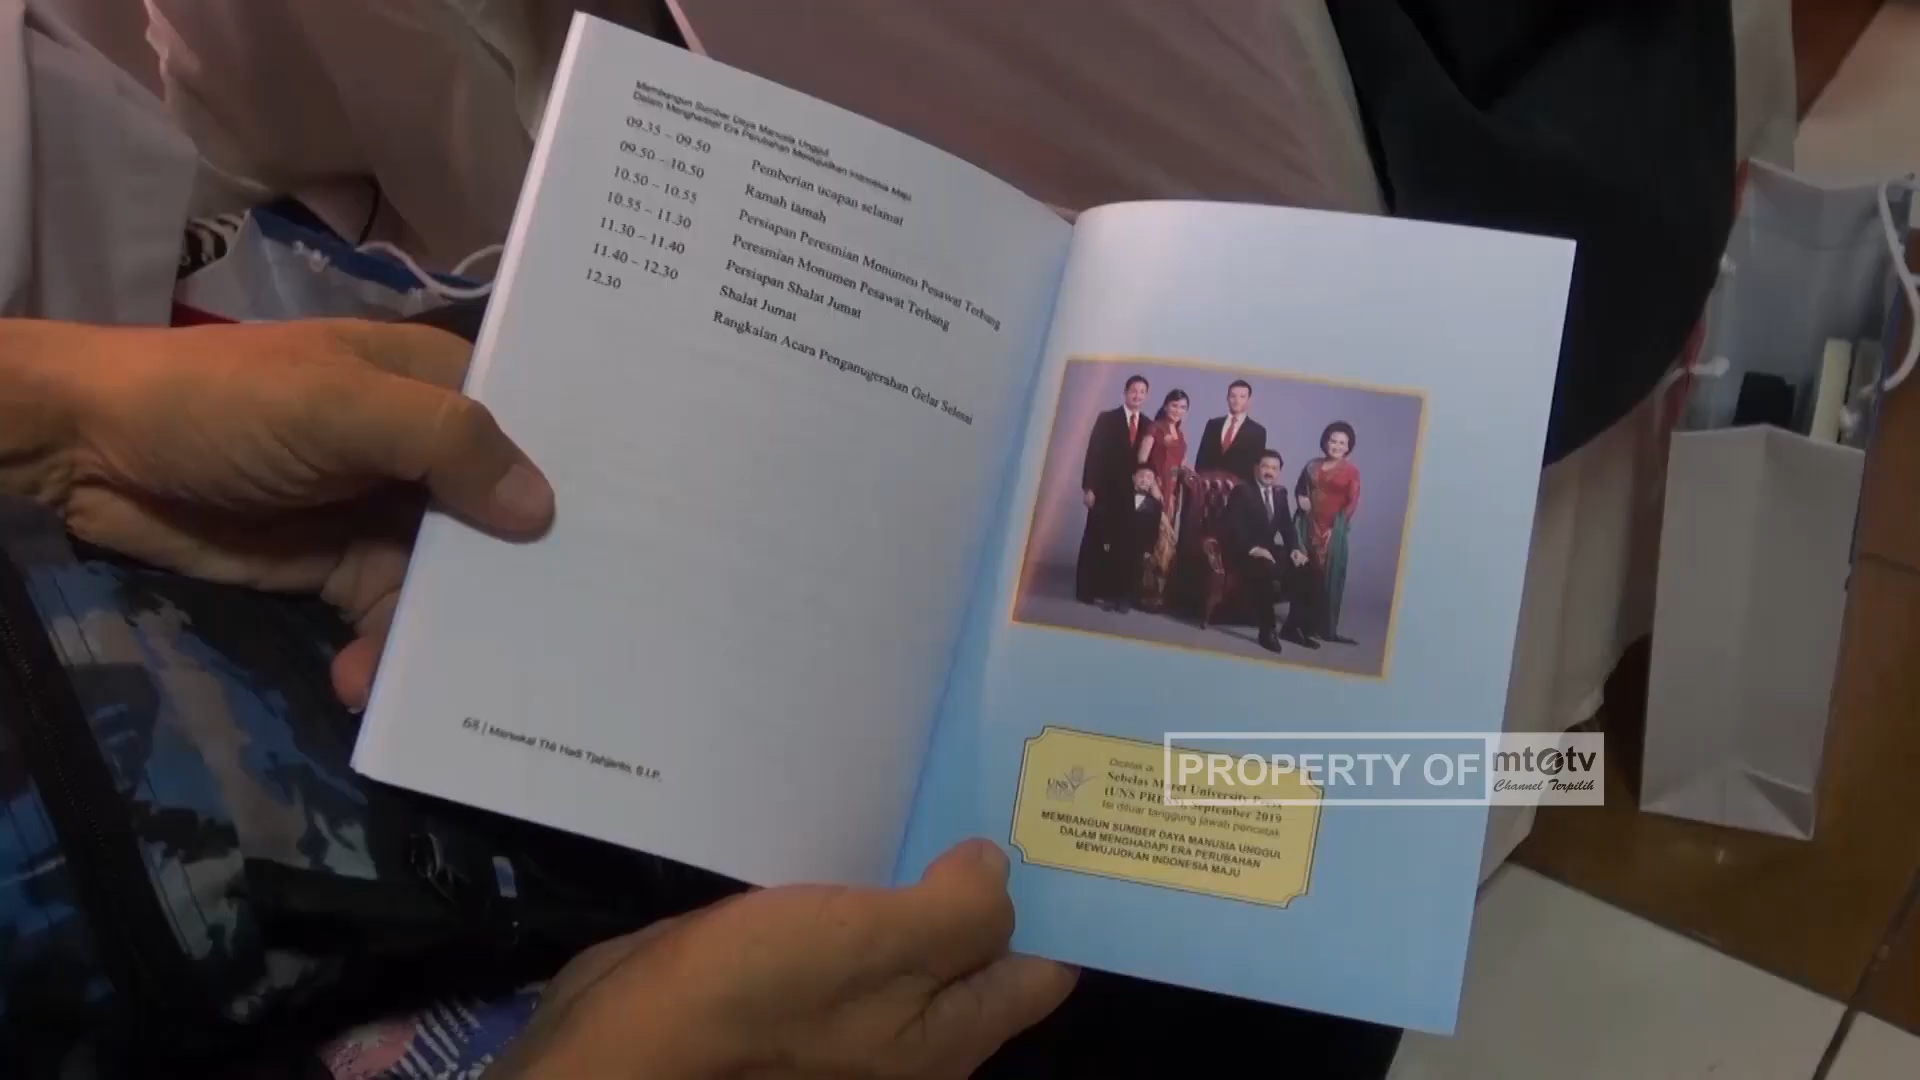 Membangun Sumber Daya Manusia Unggul
Dalam Menghadapi Era Perubahan Mewujudkan Indonesia Maju
09.35 – 09.50 Pemberian ucapan selamat
09.50 – 10.50 Ramah tamah
10.50 – 10.55 Persiapan Peresmian Monumen Pesawat Terbang
10.55 – 11.30 Peresmian Monumen Pesawat Terbang
11.30 – 11.40 Persiapan Shalat Jumat
11.40 – 12.30 Shalat Jumat
12.30 Rangkaian Acara Penganugerahan Gelar Selesai
68 | Marsekal TNI Hadi Tjahjanto, S.I.P.
UNS
Dicetak di
Sebelas Maret University Press
(UNS PRESS), September 2019
Isi diluar tanggung jawab pencetak
MEMBANGUN SUMBER DAYA MANUSIA UNGGUL
DALAM MENGHADAPI ERA PERUBAHAN
MEWUJUDKAN INDONESIA MAJU
PROPERTY OF mt@tv
Channel Terpilih